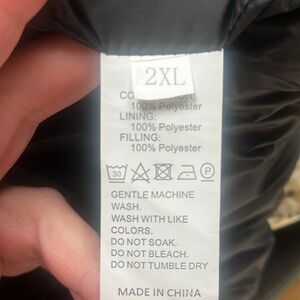 2XL
100% Polyester
LINING:
100% Polyester
FILLING:
100% Polyester
30
P
GENTLE MACHINE
WASH.
WASH WITH LIKE
COLORS.
DO NOT SOAK.
DO NOT BLEACH.
DO NOT TUMBLE DRY
MADE IN CHINA